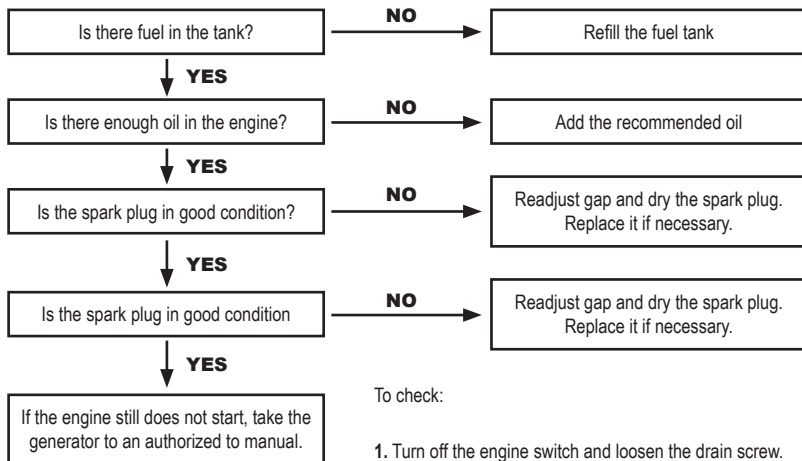 Is there fuel in the tank?
NO
Refill the fuel tank
YES
Is there enough oil in the engine?
NO
Add the recommended oil
YES
Is the spark plug in good condition?
NO
Readjust gap and dry the spark plug.
Replace it if necessary.
YES
Is the spark plug in good condition
NO
Readjust gap and dry the spark plug.
Replace it if necessary.
YES
If the engine still does not start, take the
generator to an authorized to manual.
To check:
1. Turn off the engine switch and loosen the drain screw.